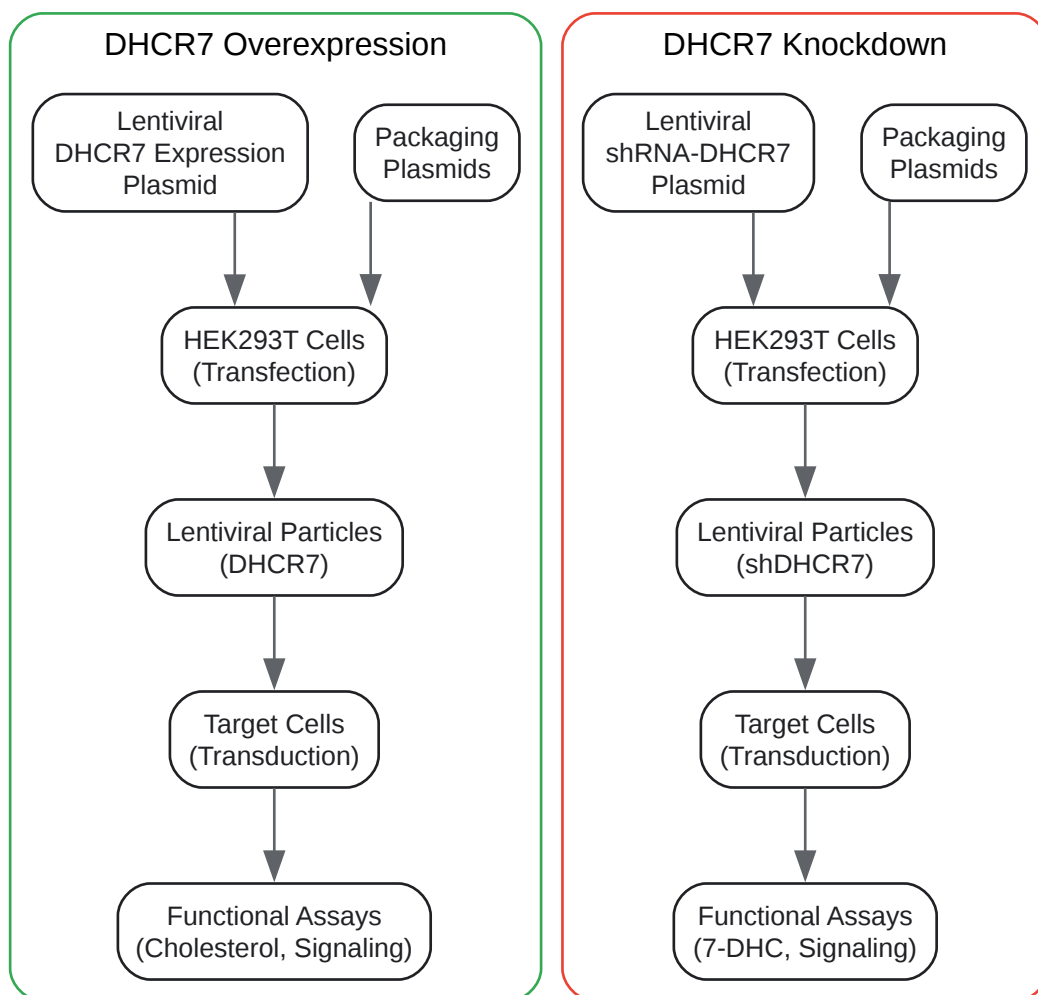 DHCR7 Overexpression
Lentiviral
DHCR7 Expression
Plasmid
Packaging
Plasmids
HEK293T Cells
(Transfection)
Lentiviral Particles
(DHCR7)
Target Cells
(Transduction)
Functional Assays
(Cholesterol, Signaling)
DHCR7 Knockdown
Lentiviral
shRNA-DHCR7
Plasmid
Packaging
Plasmids
HEK293T Cells
(Transfection)
Lentiviral Particles
(shDHCR7)
Target Cells
(Transduction)
Functional Assays
(7-DHC, Signaling)